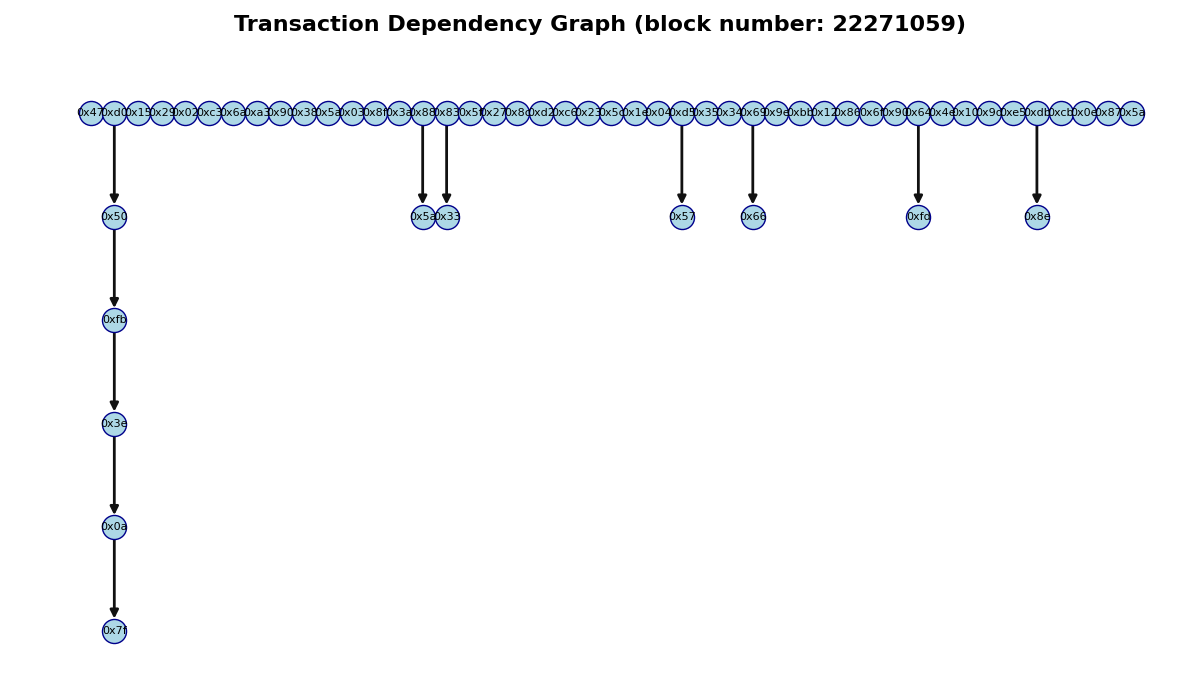 Transaction Dependency Graph (block number: 22271059)
0x47 0xd0 0x15 0x29 0x02 0xc3 0x6a 0xa3 0x90 0x38 0x5a 0x03 0x8f 0x3a 0x88 0x83 0x5f 0x27 0x8c 0xd2 0xc6 0x23 0x5c 0x1e 0x04 0xd5 0x35 0x34 0x69 0x9e 0xbb 0x12 0x86 0x6f 0x90 0x64 0x4e 0x10 0x9c 0xe5 0xdb 0xcb 0x0e 0x87 0x5a
0x50 0x5a 0x33 0x57 0x66 0xfd 0x8e
0xfb
0x3e
0x0a
0x7f